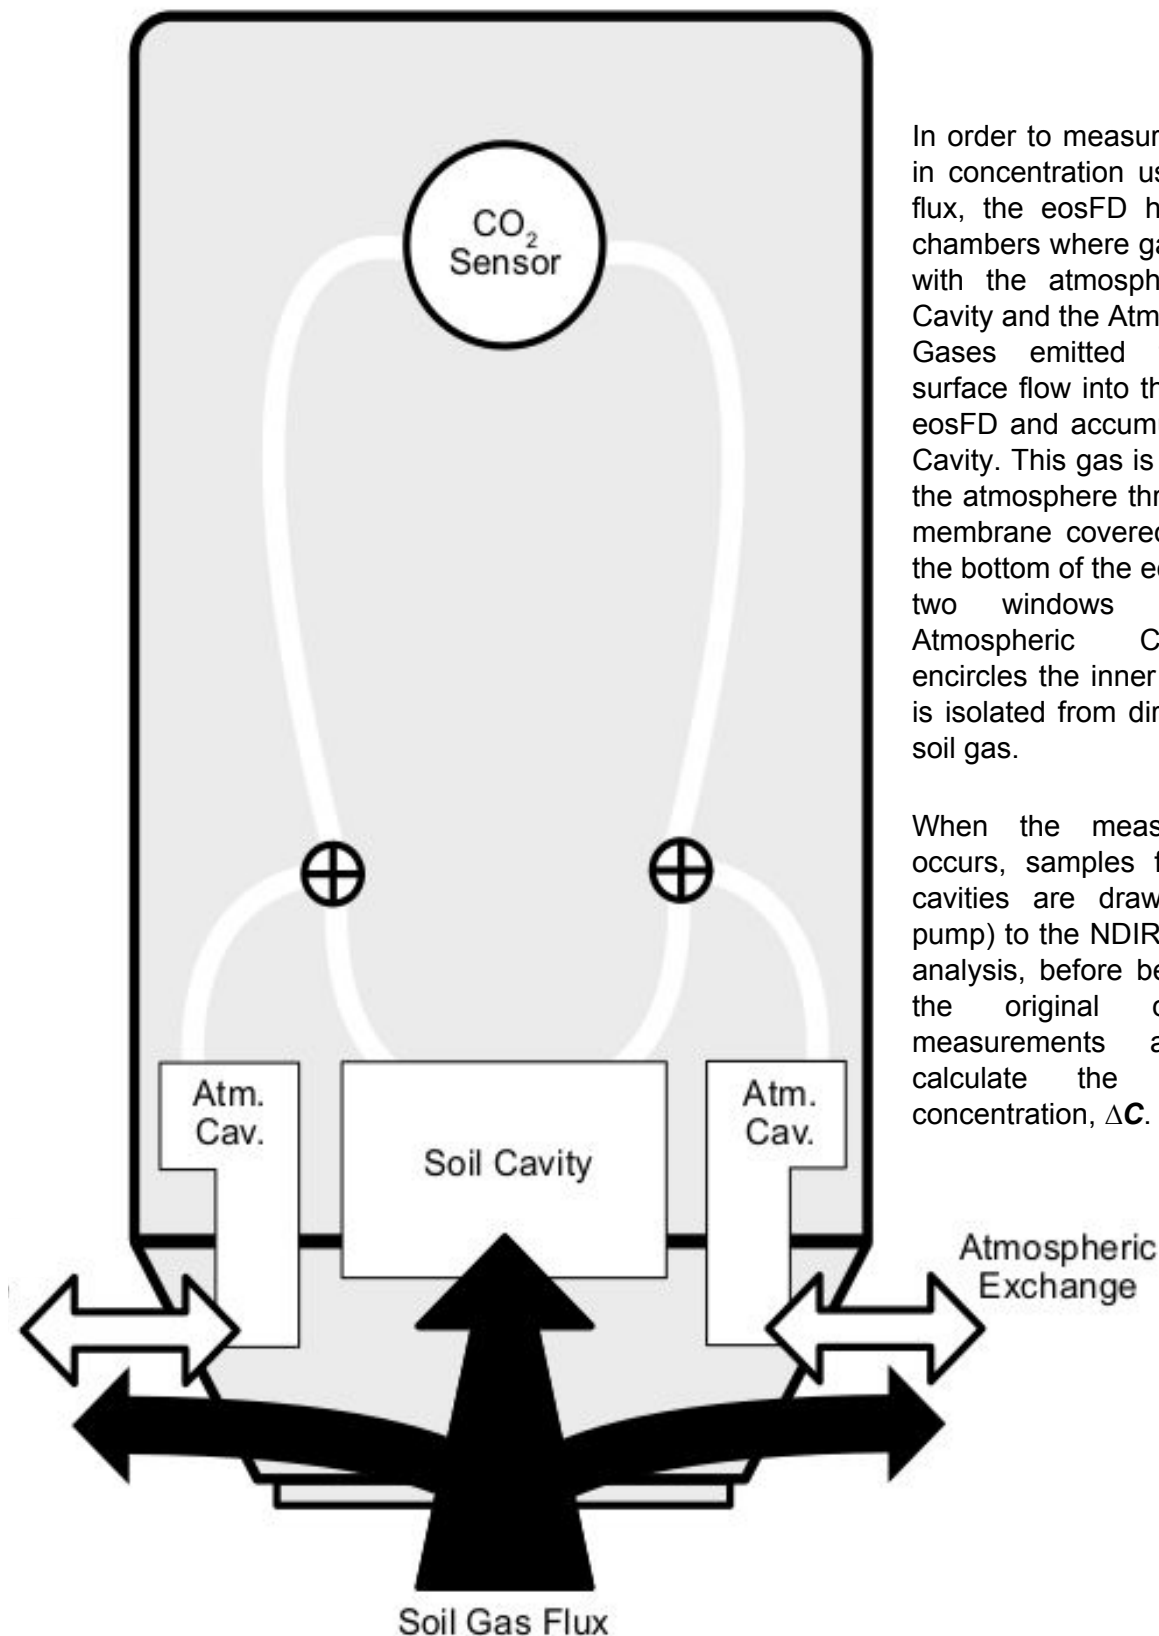 CO2
Sensor
Atm.
Cav.
Soil Cavity
Atm.
Cav.
Atmospheric
Exchange
Soil Gas Flux
In order to measur
in concentration us
flux, the eosFD h
chambers where ga
with the atmosph
Cavity and the Atm
Gases emitted
surface flow into th
eosFD and accum
Cavity. This gas is
the atmosphere thr
membrane covered
the bottom of the e
two windows
Atmospheric C
encircles the inner
is isolated from dir
soil gas.
When the meas
occurs, samples f
cavities are draw
pump) to the NDIR
analysis, before be
the original c
measurements a
calculate the
concentration, ΔC.